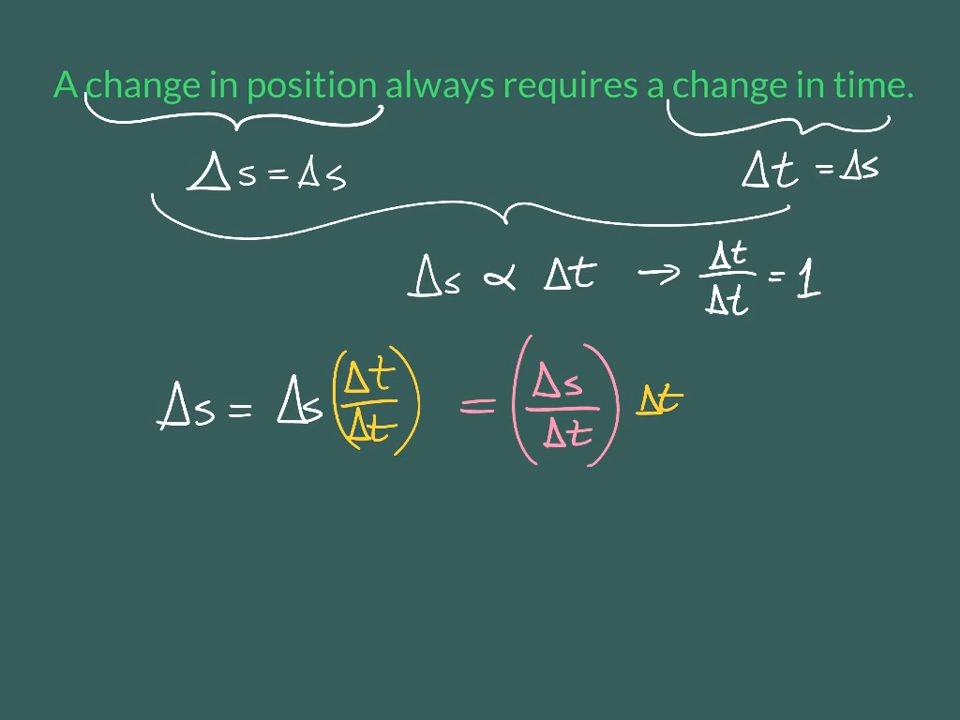 A change in position always requires a change in time.
Δs = Δs Δt = Δs
Δs ∝ Δt → Δt/Δt = 1
Δs = Δs (Δt/Δt) = (Δs/Δt) Δt